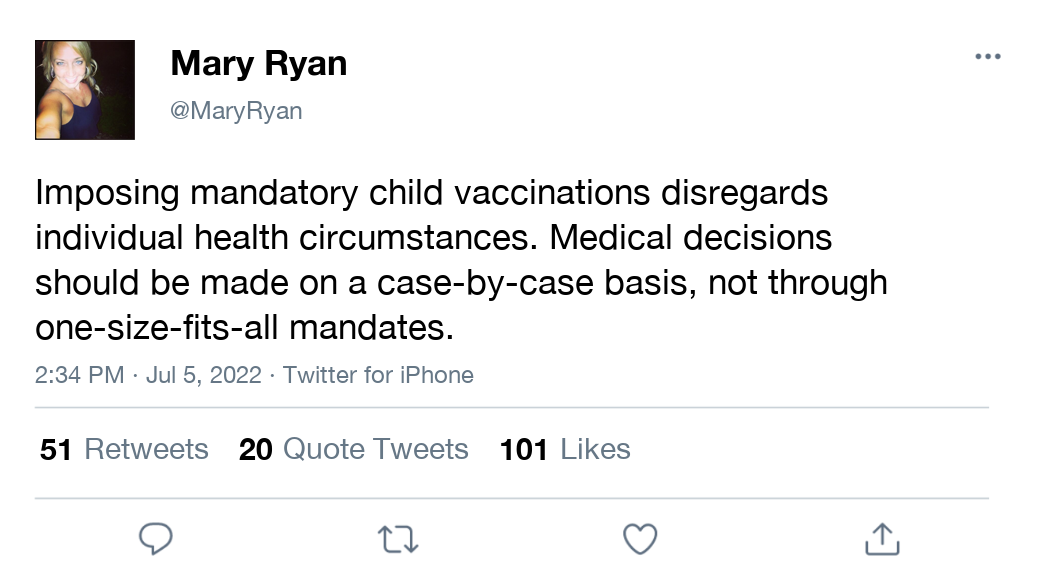 Mary Ryan
@MaryRyan
Imposing mandatory child vaccinations disregards
individual health circumstances. Medical decisions
should be made on a case-by-case basis, not through
one-size-fits-all mandates.
2:34 PM · Jul 5, 2022 · Twitter for iPhone
51 Retweets 20 Quote Tweets 101 Likes